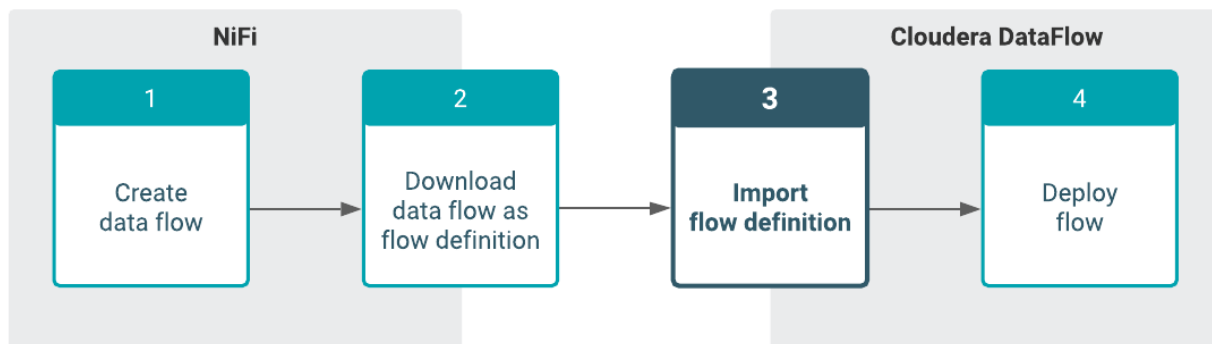 NiFi
Cloudera DataFlow
1
Create
data flow
2
Download
data flow as
flow definition
3
Import
flow definition
4
Deploy
flow